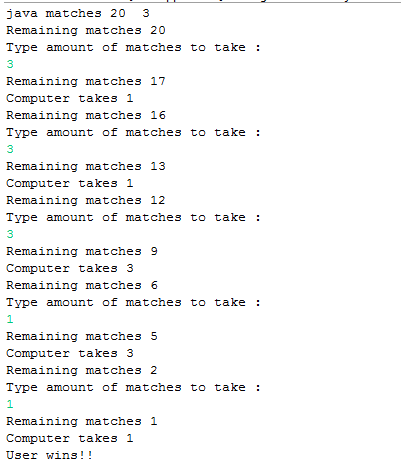 java matches 20  3
Remaining matches 20
Type amount of matches to take :
3
Remaining matches 17
Computer takes 1
Remaining matches 16
Type amount of matches to take :
3
Remaining matches 13
Computer takes 1
Remaining matches 12
Type amount of matches to take :
3
Remaining matches 9
Computer takes 3
Remaining matches 6
Type amount of matches to take :
1
Remaining matches 5
Computer takes 3
Remaining matches 2
Type amount of matches to take :
1
Remaining matches 1
Computer takes 1
User wins!!